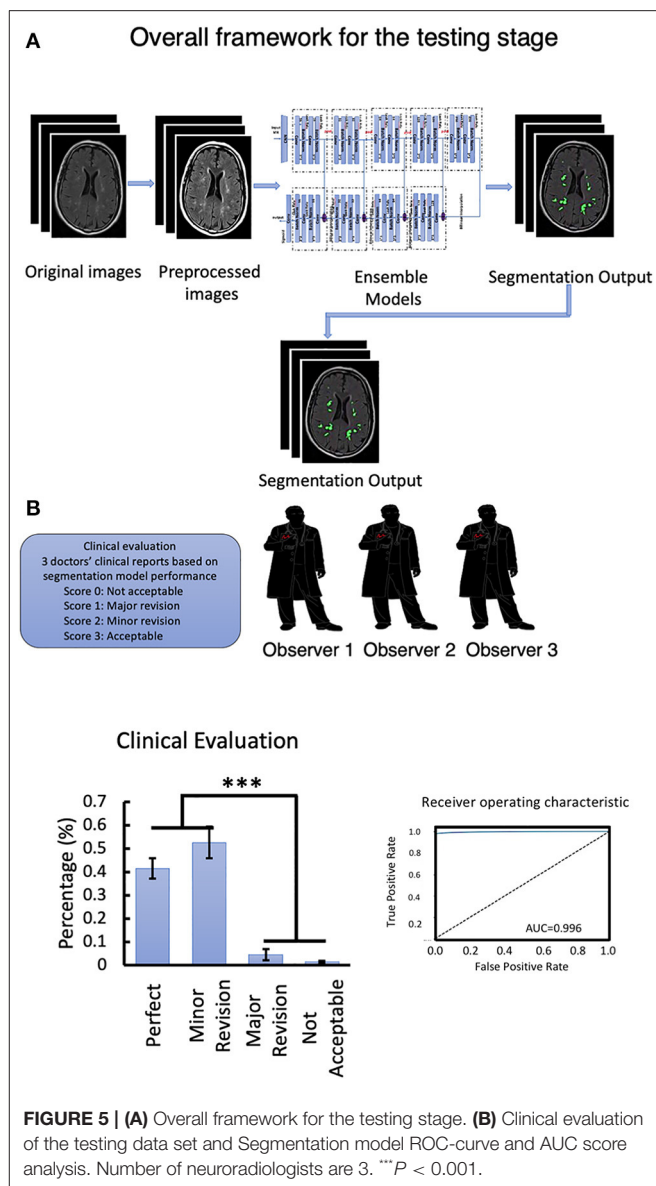 A
Overall framework for the testing stage
Original images
Preprocessed
images
Ensemble
Models
Segmentation Output
Segmentation Output
B
Clinical evaluation
3 doctors' clinical reports based on
segmentation model performance
Score 0: Not acceptable
Score 1: Major revision
Score 2: Minor revision
Score 3: Acceptable
Observer 1
Observer 2
Observer 3
Clinical Evaluation
***
Percentage (%)
0.7
0.6
0.5
0.4
0.3
0.2
0.1
0
Perfect
Minor
Revision
Major
Revision
Not
Acceptable
Receiver operating characteristic
True Positive Rate
1.0
0.8
0.6
0.4
0.2
AUC=0.996
0.0
0.2
0.4
0.6
0.8
1.0
False Positive Rate
FIGURE 5 | (A) Overall framework for the testing stage. (B) Clinical evaluation
of the testing data set and Segmentation model ROC-curve and AUC score
analysis. Number of neuroradiologists are 3. ***P < 0.001.